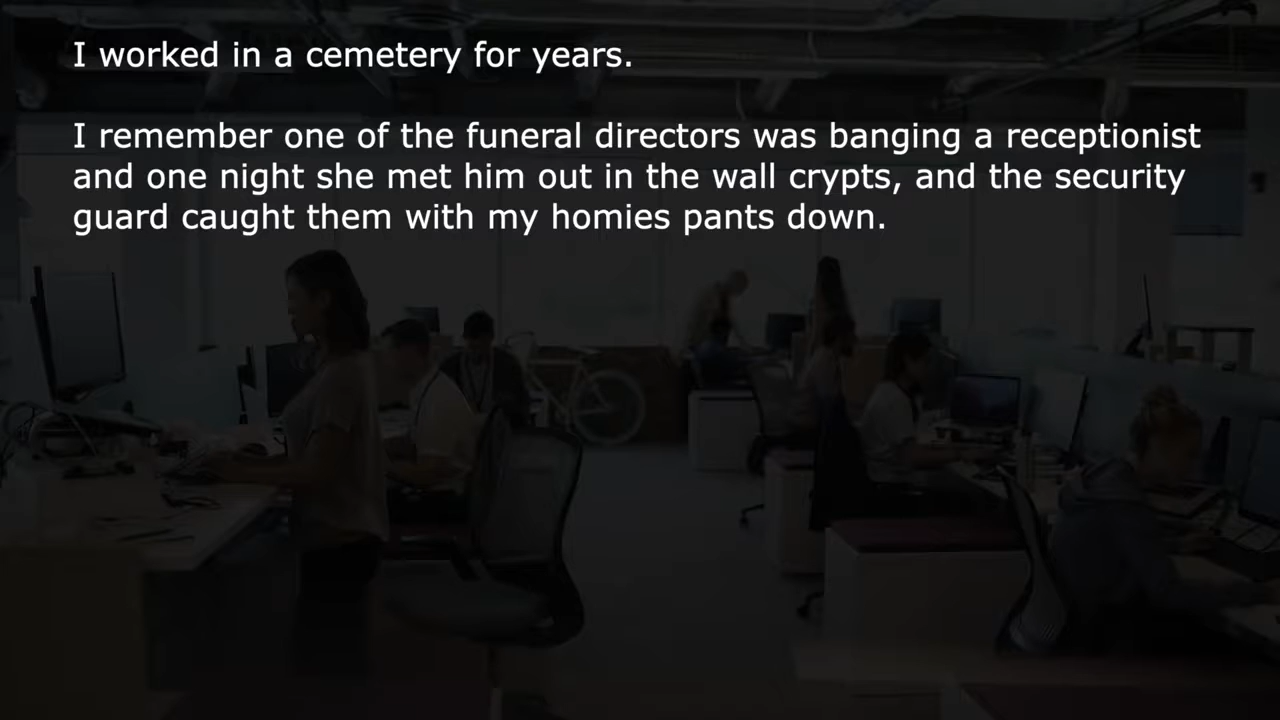 I worked in a cemetery for years.
I remember one of the funeral directors was banging a receptionist
and one night she met him out in the wall crypts, and the security
guard caught them with my homies pants down.